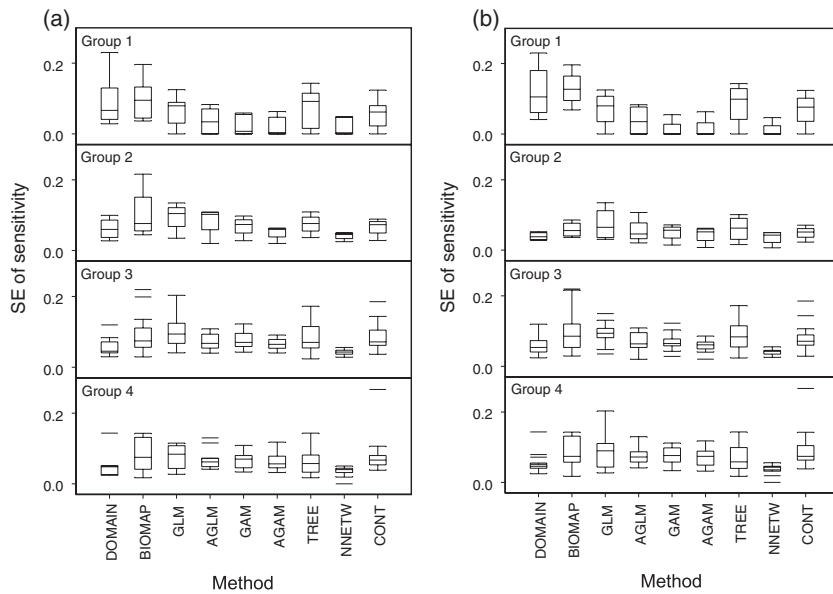 (a)
Group 1
0.2
0.0
Group 2
0.2
0.0
Group 3
0.2
0.0
Group 4
0.2
0.0
SE of sensitivity
DOMAIN
BIOMAP
GLM
AGLM
GAM
AGAM
TREE
NNETW
CONT
Method
(b)
Group 1
0.2
0.0
Group 2
0.2
0.0
Group 3
0.2
0.0
Group 4
0.2
0.0
SE of sensitivity
DOMAIN
BIOMAP
GLM
AGLM
GAM
AGAM
TREE
NNETW
CONT
Method